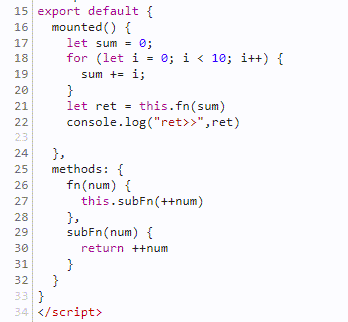 15 export default {
16 mounted() {
17 let sum = 0;
18 for (let i = 0; i < 10; i++) {
19 sum += i;
20 }
21 let ret = this.fn(sum)
22 console.log("ret>>",ret)
23
24 },
25 methods: {
26 fn(num) {
27 this.subFn(++num)
28 },
29 subFn(num) {
30 return ++num
31 }
32 }
33 }
34 </script>